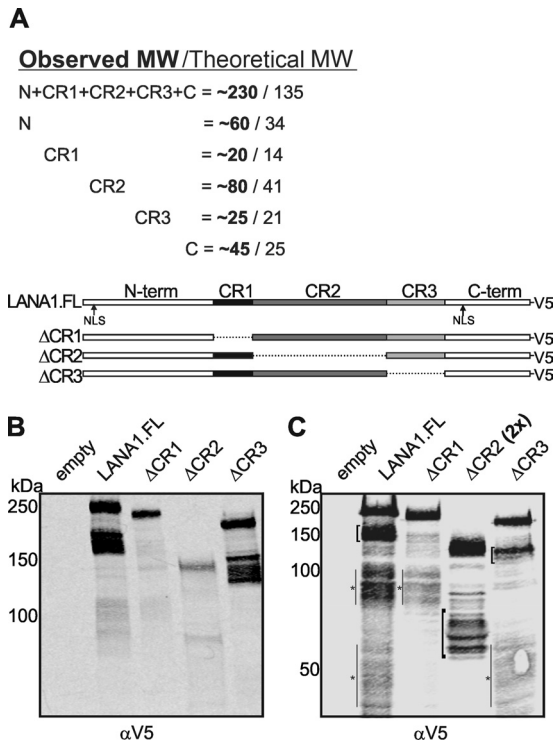 A
Observed MW/Theoretical MW
N+CR1+CR2+CR3+C = ~230 / 135
N = ~60 / 34
CR1 = ~20 / 14
CR2 = ~80 / 41
CR3 = ~25 / 21
C = ~45 / 25
N-term CR1 CR2 CR3 C-term
LANA1.FL -V5
NLS NLS
ΔCR1 -V5
ΔCR2 -V5
ΔCR3 -V5
B
empty LANA1.FL ΔCR1 ΔCR2 ΔCR3
kDa
250
150
100
αV5
C
empty LANA1.FL ΔCR1 ΔCR2 (2x) ΔCR3
kDa
250
150
100
* *
50
* *
αV5